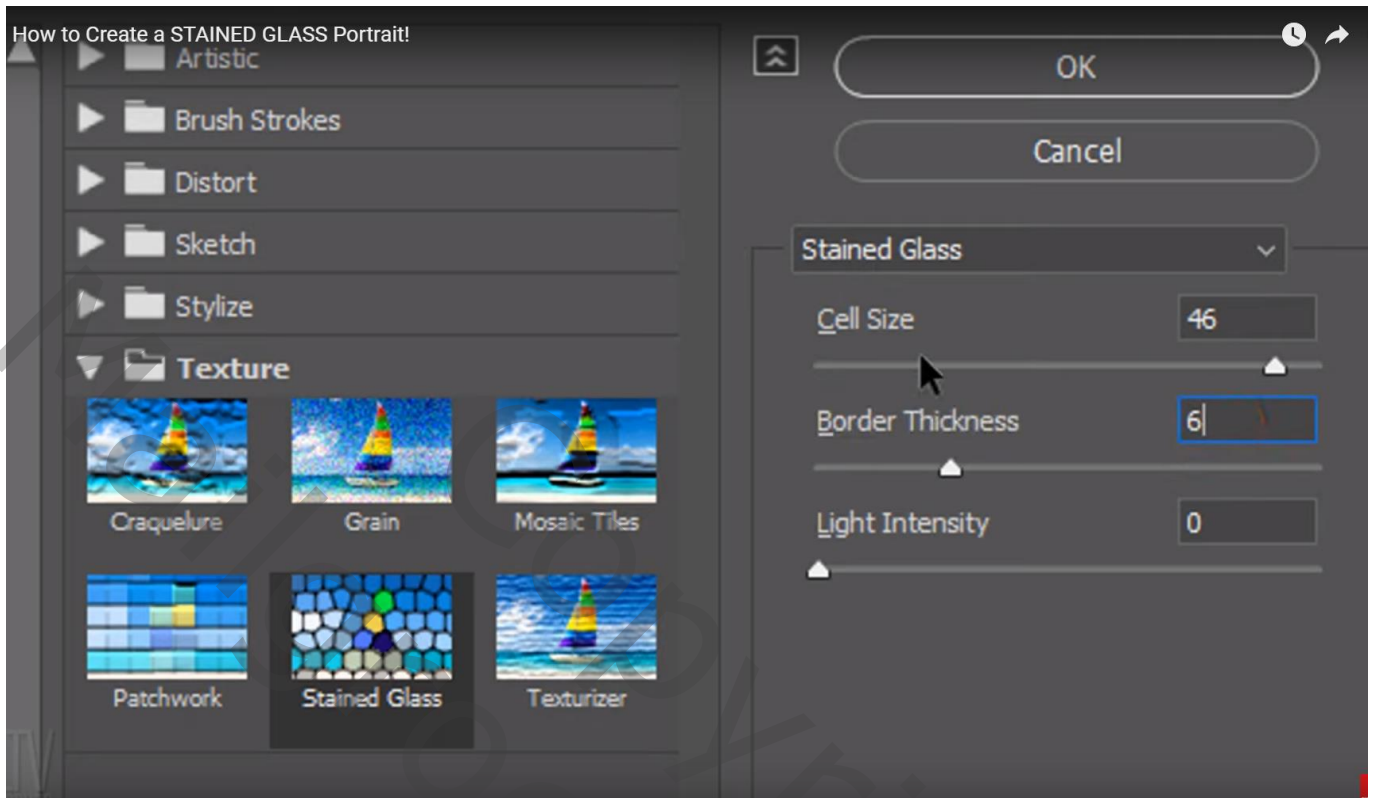 How to Create a STAINED GLASS Portrait!
Artistic
Brush Strokes
Distort
Sketch
Stylize
Texture
Craquelure
Grain
Mosaic Tiles
Patchwork
Stained Glass
Texturizer
TV
OK
Cancel
Stained Glass
Cell Size
46
Border Thickness
6
Light Intensity
0